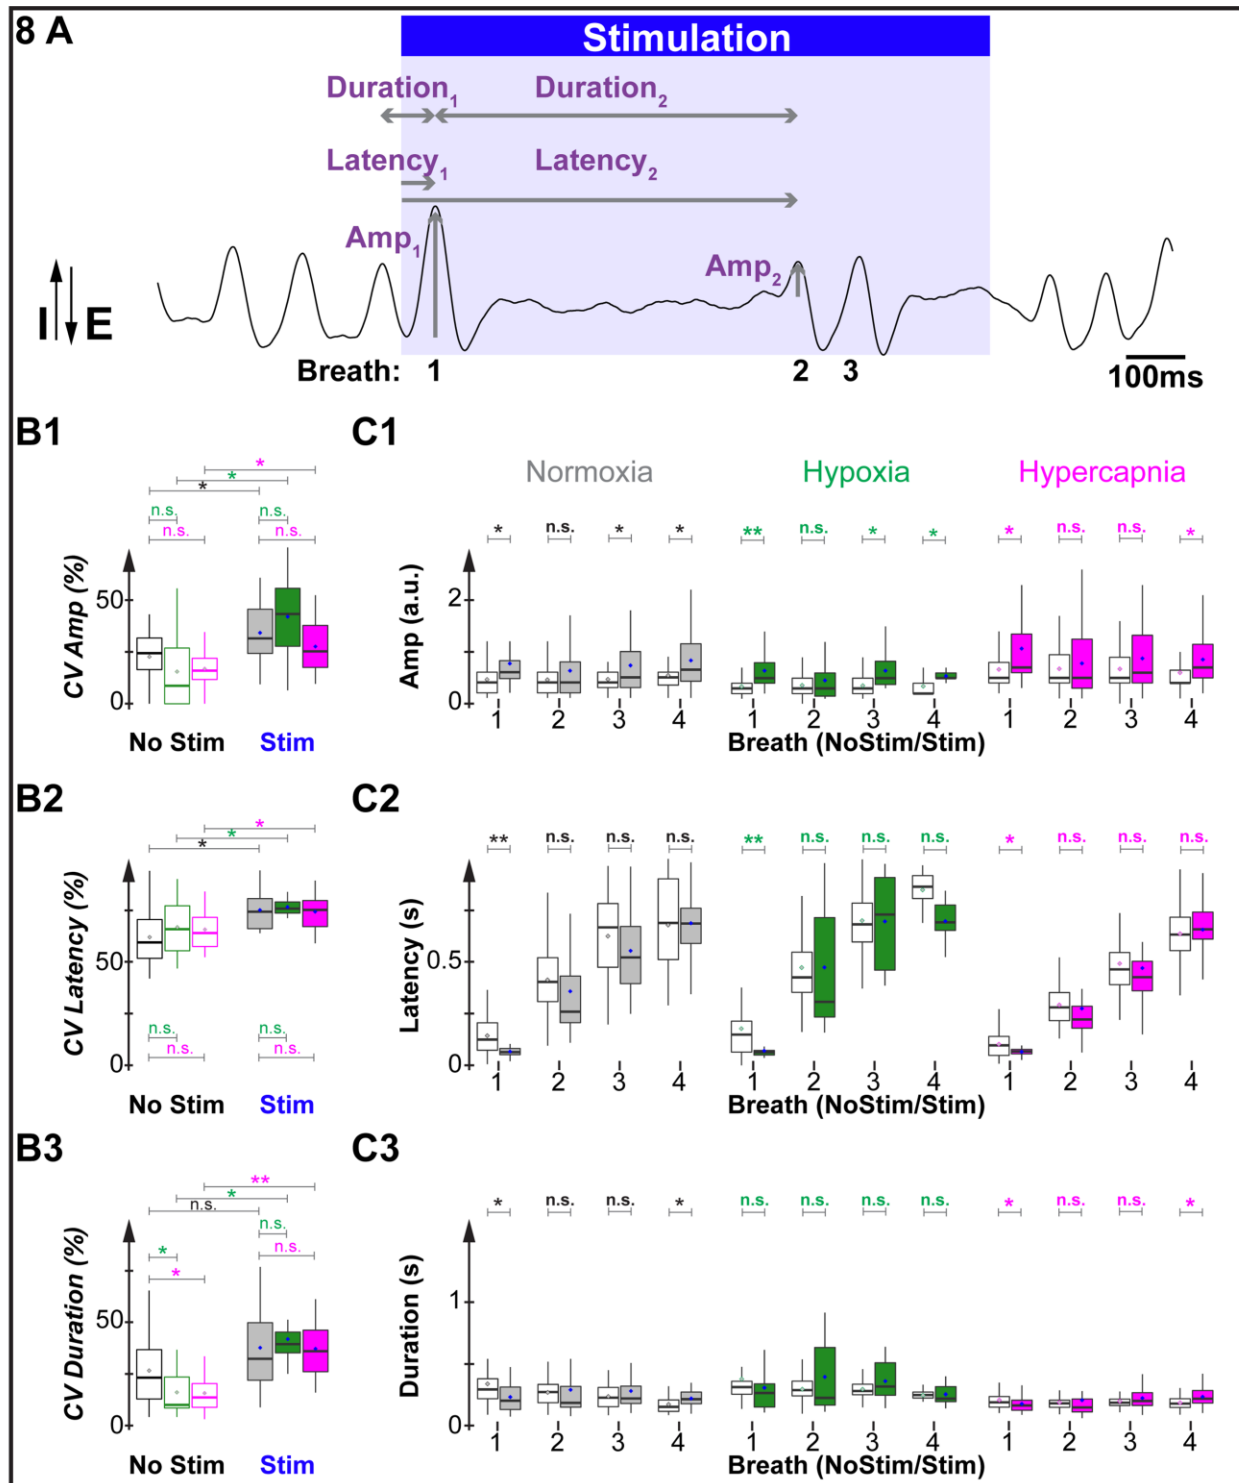 8 A
Stimulation
Duration1 Duration2
Latency1 Latency2
Amp1 Amp2
I E
Breath: 1 2 3
100ms
B1
* * *
n.s. n.s.
n.s. n.s.
CV Amp (%)
50
0
No Stim Stim
C1
Normoxia Hypoxia Hypercapnia
* n.s. * * ** n.s. * * * n.s. n.s. *
Amp (a.u.)
2
0
1 2 3 4 1 2 3 4 1 2 3 4
Breath (NoStim/Stim)
B2
* * *
CV Latency (%)
50
n.s. n.s.
n.s. n.s.
0
No Stim Stim
C2
** n.s. n.s. n.s. ** n.s. n.s. n.s. * n.s. n.s. n.s.
Latency (s)
0.5
0
1 2 3 4 1 2 3 4 1 2 3 4
Breath (NoStim/Stim)
B3
**
*
n.s.
n.s.
* n.s.
*
CV Duration (%)
50
0
No Stim Stim
C3
* n.s. n.s. * n.s. n.s. n.s. n.s. * n.s. n.s. *
Duration (s)
1
0
1 2 3 4 1 2 3 4 1 2 3 4
Breath (NoStim/Stim)